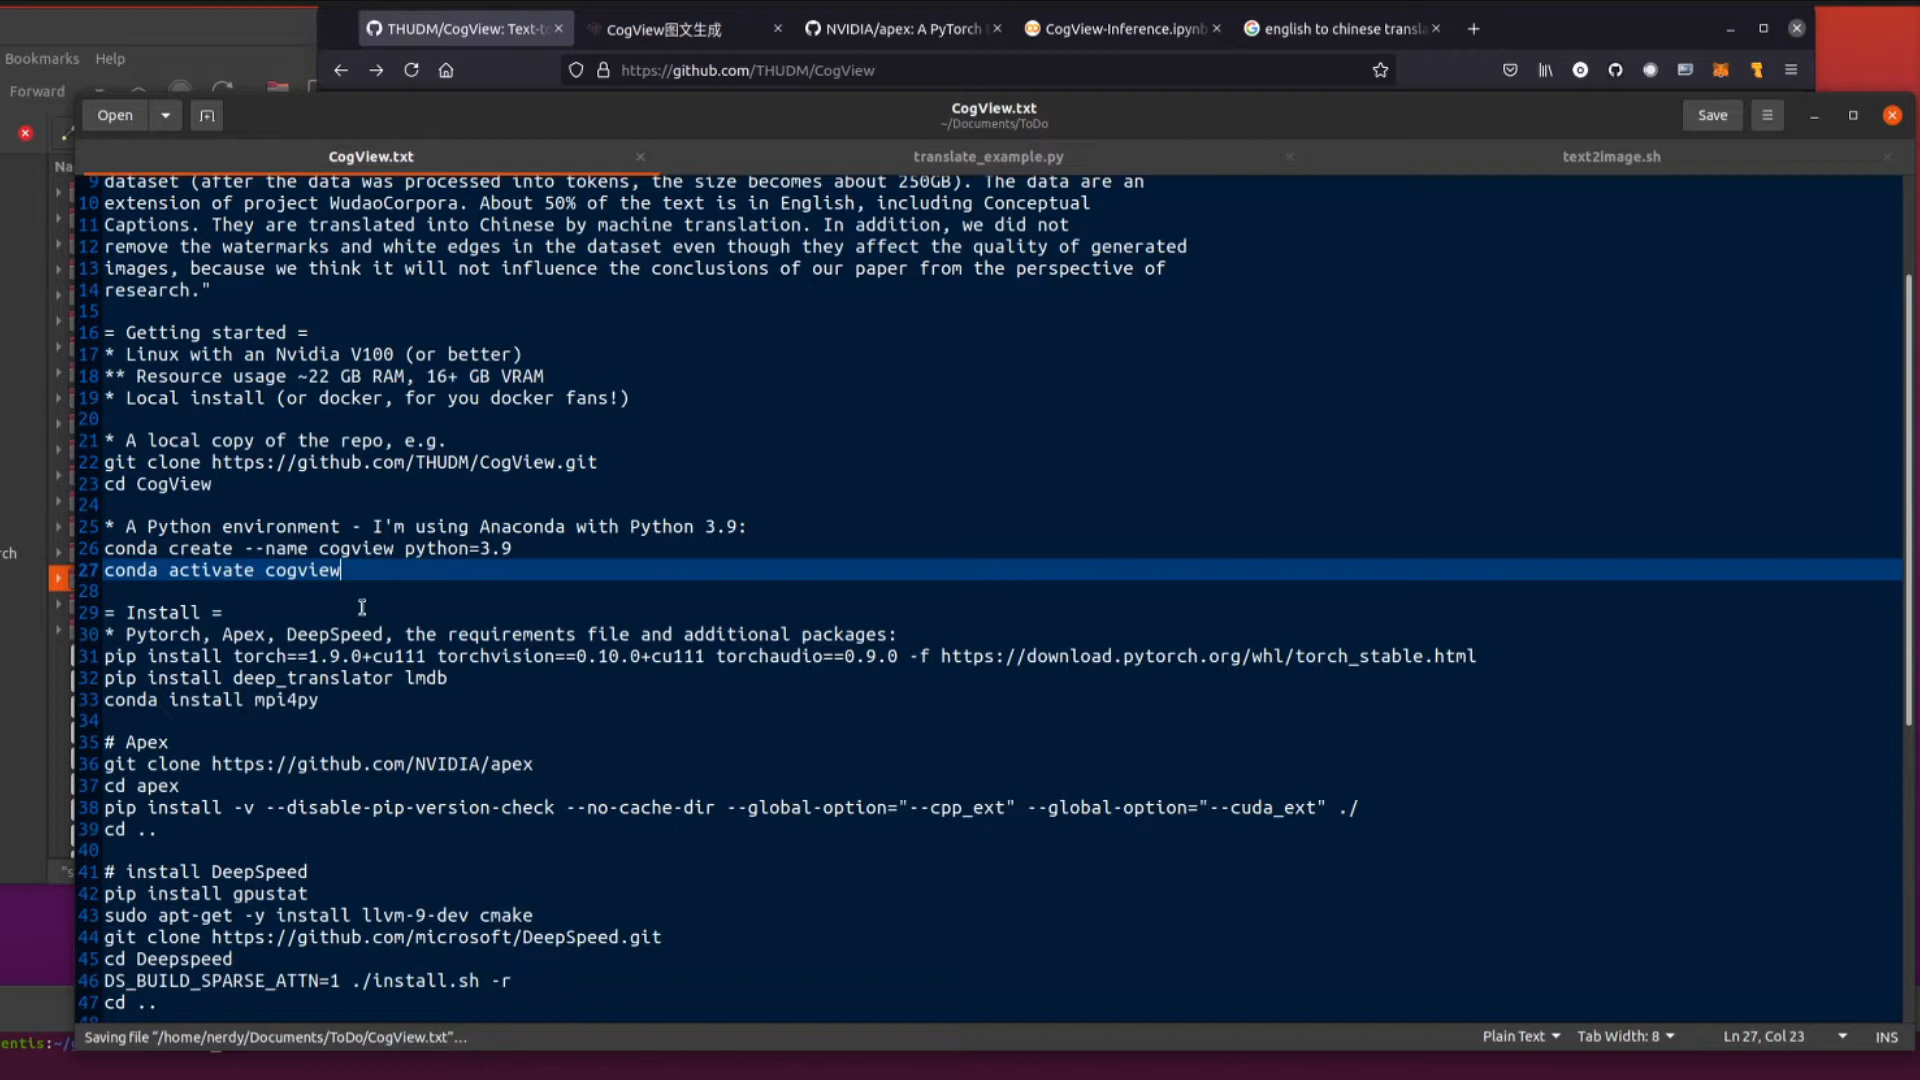 Bookmarks Help
THUDM/CogView: Text-to
CogView图文生成
NVIDIA/apex: A PyTorch
CogView-Inference.ipynb
english to chinese transla
Forward
https://github.com/THUDM/CogView
Open
CogView.txt
~/Documents/ToDo
Save
CogView.txt
translate_example.py
text2image.sh
Na
9 dataset (after the data was processed into tokens, the size becomes about 250GB). The data are an
10 extension of project WudaoCorpora. About 50% of the text is in English, including Conceptual
11 Captions. They are translated into Chinese by machine translation. In addition, we did not
12 remove the watermarks and white edges in the dataset even though they affect the quality of generated
13 images, because we think it will not influence the conclusions of our paper from the perspective of
14 research."
15
16 = Getting started =
17 * Linux with an Nvidia V100 (or better)
18 ** Resource usage ~22 GB RAM, 16+ GB VRAM
19 * Local install (or docker, for you docker fans!)
20
21 * A local copy of the repo, e.g.
22 git clone https://github.com/THUDM/CogView.git
23 cd CogView
24
25 * A Python environment - I'm using Anaconda with Python 3.9:
26 conda create --name cogview python=3.9
27 conda activate cogview
28
29 = Install =
30 * Pytorch, Apex, DeepSpeed, the requirements file and additional packages:
31 pip install torch==1.9.0+cu111 torchvision==0.10.0+cu111 torchaudio==0.9.0 -f https://download.pytorch.org/whl/torch_stable.html
32 pip install deep_translator lmdb
33 conda install mpi4py
34
35 # Apex
36 git clone https://github.com/NVIDIA/apex
37 cd apex
38 pip install -v --disable-pip-version-check --no-cache-dir --global-option="--cpp_ext" --global-option="--cuda_ext" ./
39 cd ..
40
41 # install DeepSpeed
42 pip install gpustat
43 sudo apt-get -y install llvm-9-dev cmake
44 git clone https://github.com/microsoft/DeepSpeed.git
45 cd Deepspeed
46 DS_BUILD_SPARSE_ATTN=1 ./install.sh -r
47 cd ..
rch
"s
entis:~/
Saving file "/home/nerdy/Documents/ToDo/CogView.txt"...
Plain Text
Tab Width: 8
Ln 27, Col 23
INS